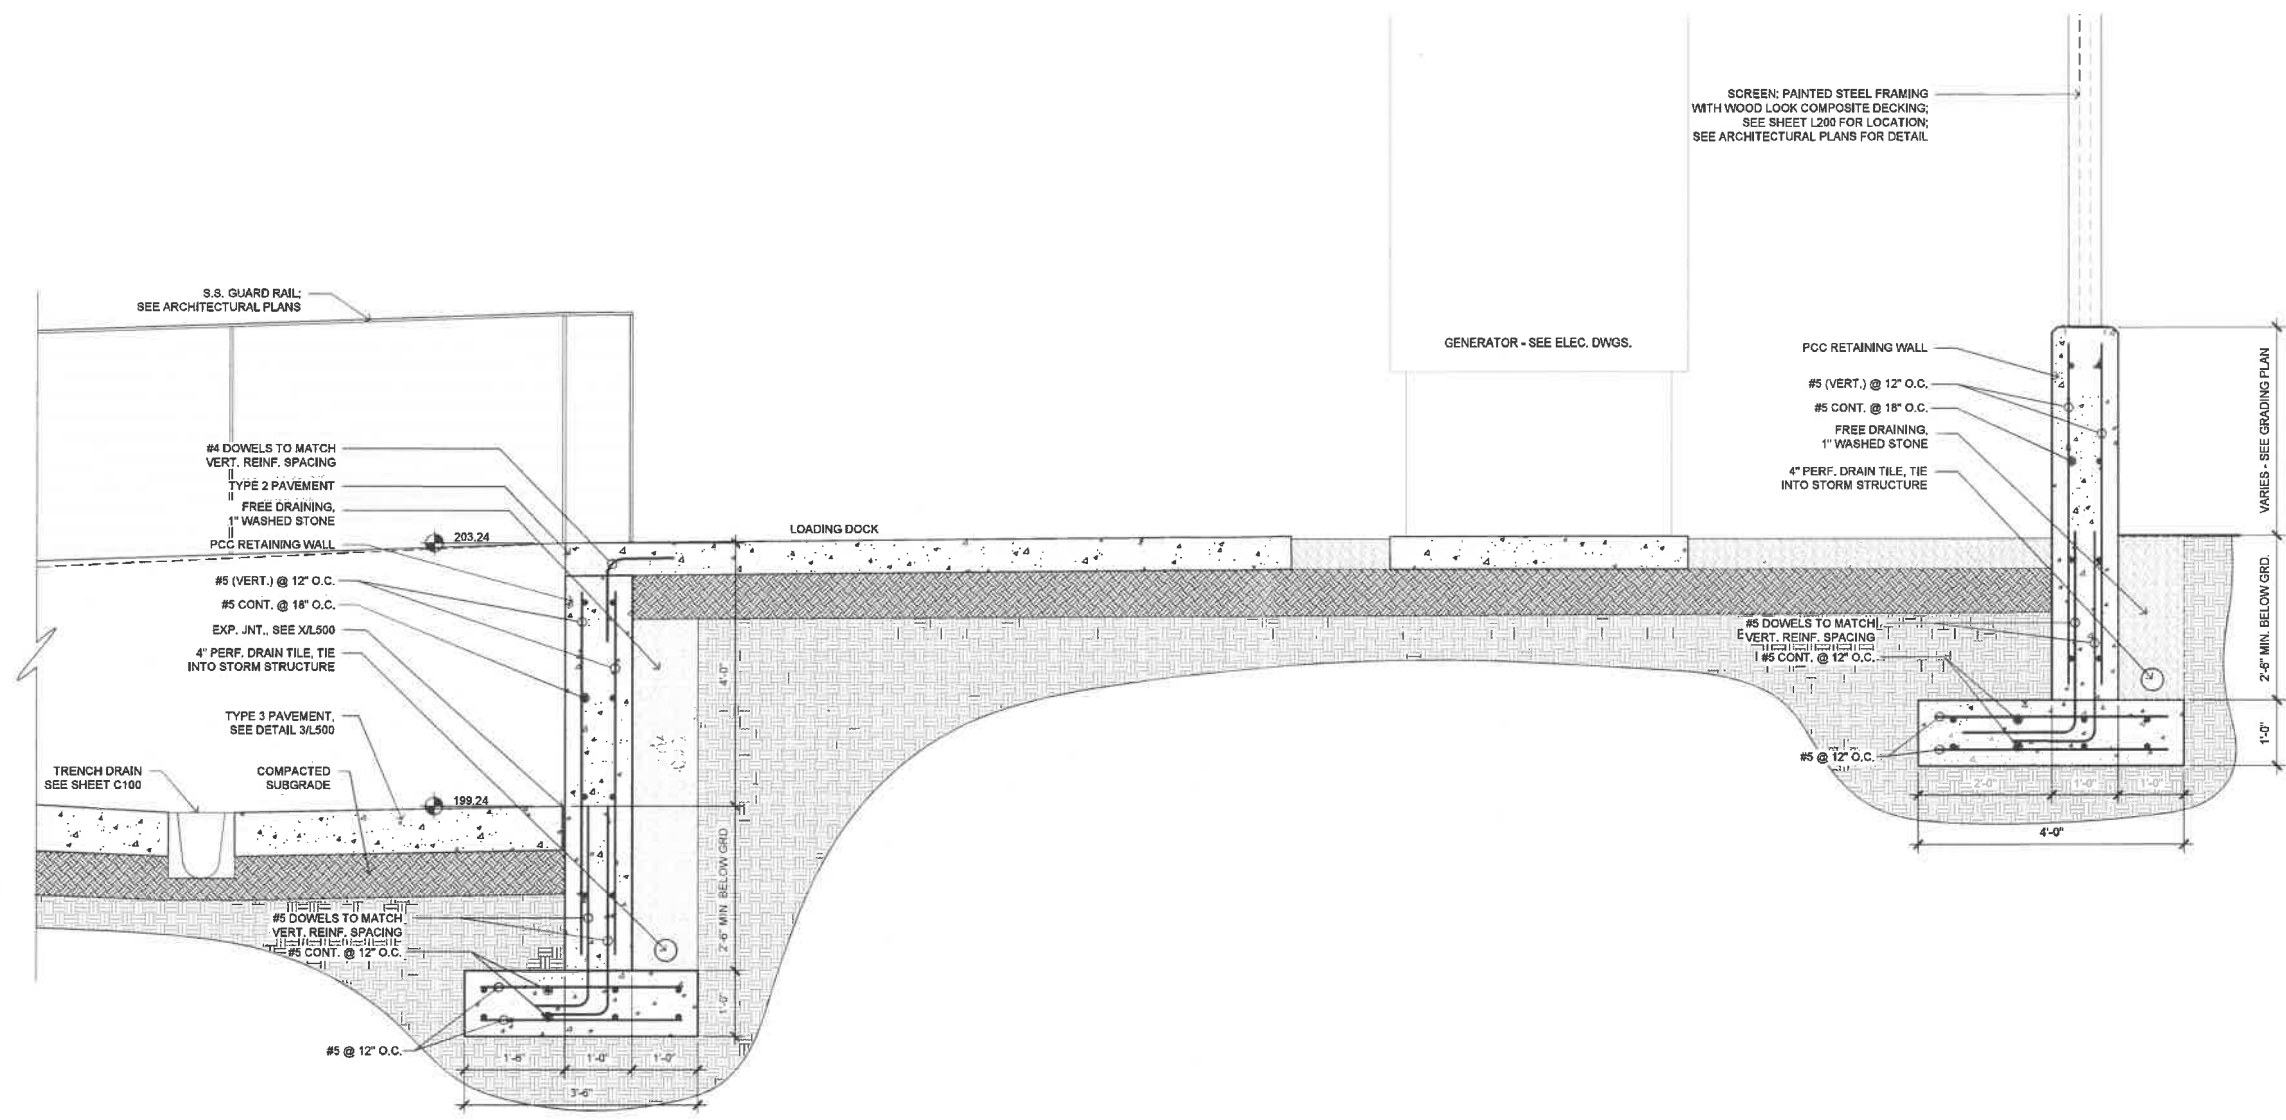 SCREEN: PAINTED STEEL FRAMING
WITH WOOD LOOK COMPOSITE DECKING;
SEE SHEET L200 FOR LOCATION;
SEE ARCHITECTURAL PLANS FOR DETAIL
S.S. GUARD RAIL;
SEE ARCHITECTURAL PLANS
GENERATOR - SEE ELEC. DWGS.
PCC RETAINING WALL
#5 (VERT.) @ 12" O.C.
#5 CONT. @ 18" O.C.
FREE DRAINING,
1" WASHED STONE
4" PERF. DRAIN TILE, TIE
INTO STORM STRUCTURE
VARIES - SEE GRADING PLAN
2'-6" MIN. BELOW GRD.
1'-0"
#4 DOWELS TO MATCH
VERT. REINF. SPACING
TYPE 2 PAVEMENT
FREE DRAINING,
1" WASHED STONE
PCC RETAINING WALL
203.24
LOADING DOCK
#5 (VERT.) @ 12" O.C.
#5 CONT. @ 18" O.C.
EXP. JNT., SEE X/L500
4" PERF. DRAIN TILE, TIE
INTO STORM STRUCTURE
#5 DOWELS TO MATCH
VERT. REINF. SPACING
#5 CONT. @ 12" O.C.
#5 @ 12" O.C.
2'-0"
1'-0"
1'-0"
4'-0"
4'-0"
2'-6" MIN. BELOW GRD
1'-0"
TYPE 3 PAVEMENT,
SEE DETAIL 3/L500
TRENCH DRAIN
SEE SHEET C100
COMPACTED
SUBGRADE
199.24
#5 DOWELS TO MATCH
VERT. REINF. SPACING
#5 CONT. @ 12" O.C.
#5 @ 12" O.C.
1'-6"
1'-0"
1'-0"
3'-6"